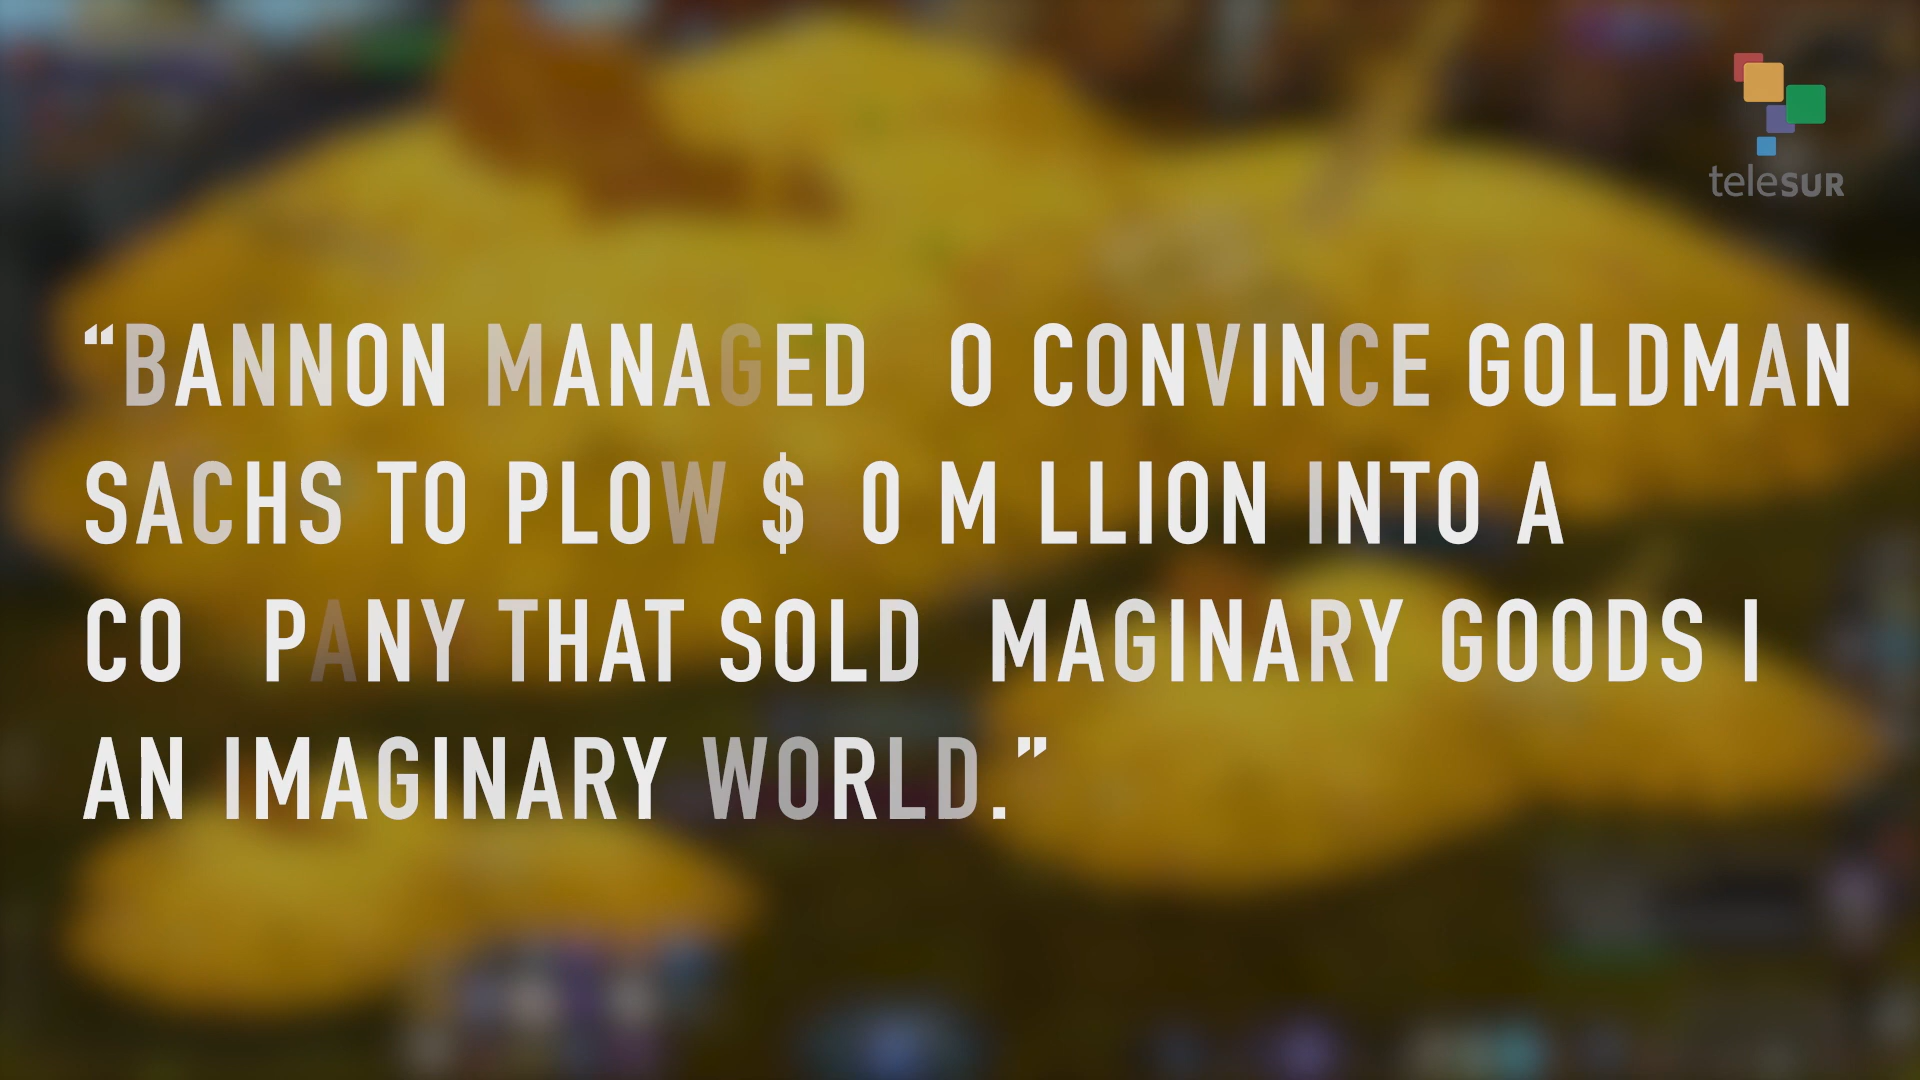 telesUR
“BANNON MANAGED O CONVINCE GOLDMAN
SACHS TO PLOW $ 0 M LLION INTO A
CO PANY THAT SOLD MAGINARY GOODS I
AN IMAGINARY WORLD.”